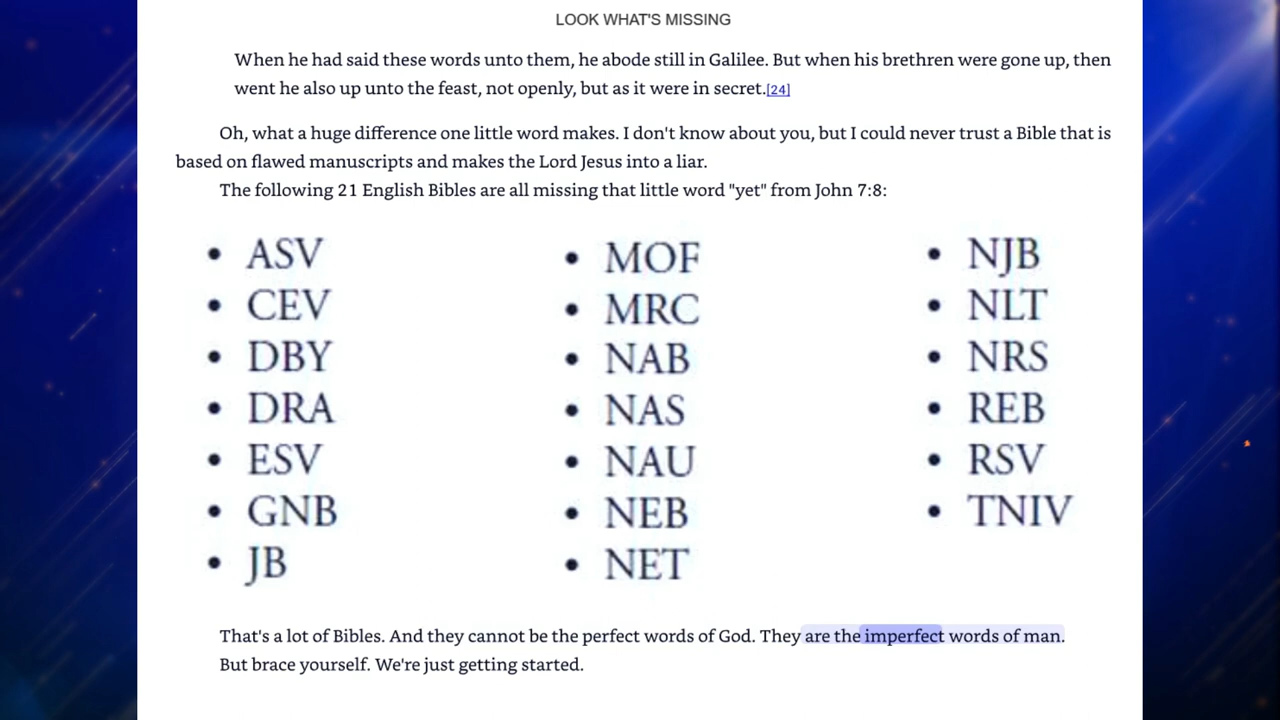 LOOK WHAT'S MISSING
When he had said these words unto them, he abode still in Galilee. But when his brethren were gone up, then
went he also up unto the feast, not openly, but as it were in secret.[24]
Oh, what a huge difference one little word makes. I don't know about you, but I could never trust a Bible that is
based on flawed manuscripts and makes the Lord Jesus into a liar.
The following 21 English Bibles are all missing that little word "yet" from John 7:8:
• ASV
• CEV
• DBY
• DRA
• ESV
• GNB
• JB
• MOF
• MRC
• NAB
• NAS
• NAU
• NEB
• NET
• NJB
• NLT
• NRS
• REB
• RSV
• TNIV
That's a lot of Bibles. And they cannot be the perfect words of God. They are the imperfect words of man.
But brace yourself. We're just getting started.